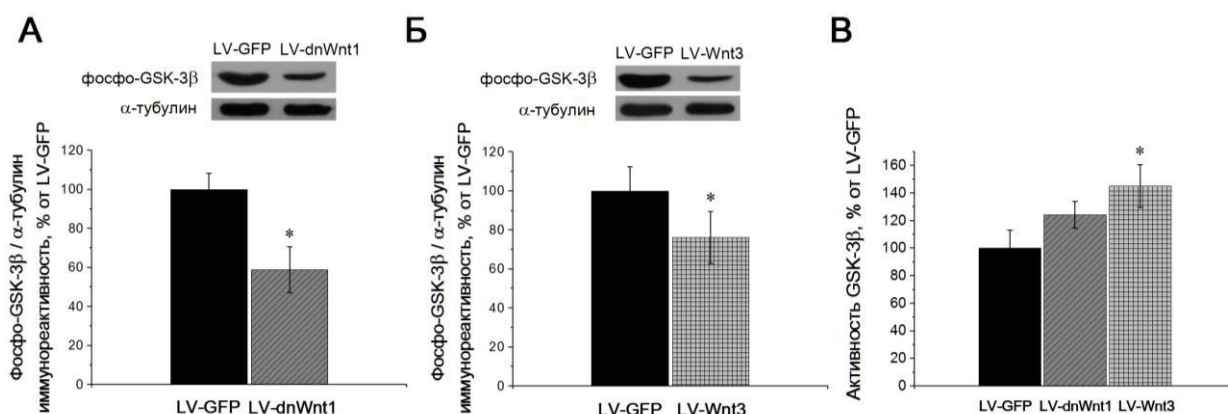 А
LV-GFP LV-dnWnt1
фосфо-GSK-3β
α-тубулин
Фосфо-GSK-3β / α-тубулин
иммунореактивность, % от LV-GFP
120
100
80
60
40
20
0
LV-GFP LV-dnWnt1
Б
LV-GFP LV-Wnt3
фосфо-GSK-3β
α-тубулин
Фосфо-GSK-3β / α-тубулин
иммунореактивность, % от LV-GFP
120
100
80
60
40
20
0
*
LV-GFP LV-Wnt3
В
Активность GSK-3β, % от LV-GFP
160
140
120
100
80
60
40
20
0
*
LV-GFP LV-dnWnt1 LV-Wnt3